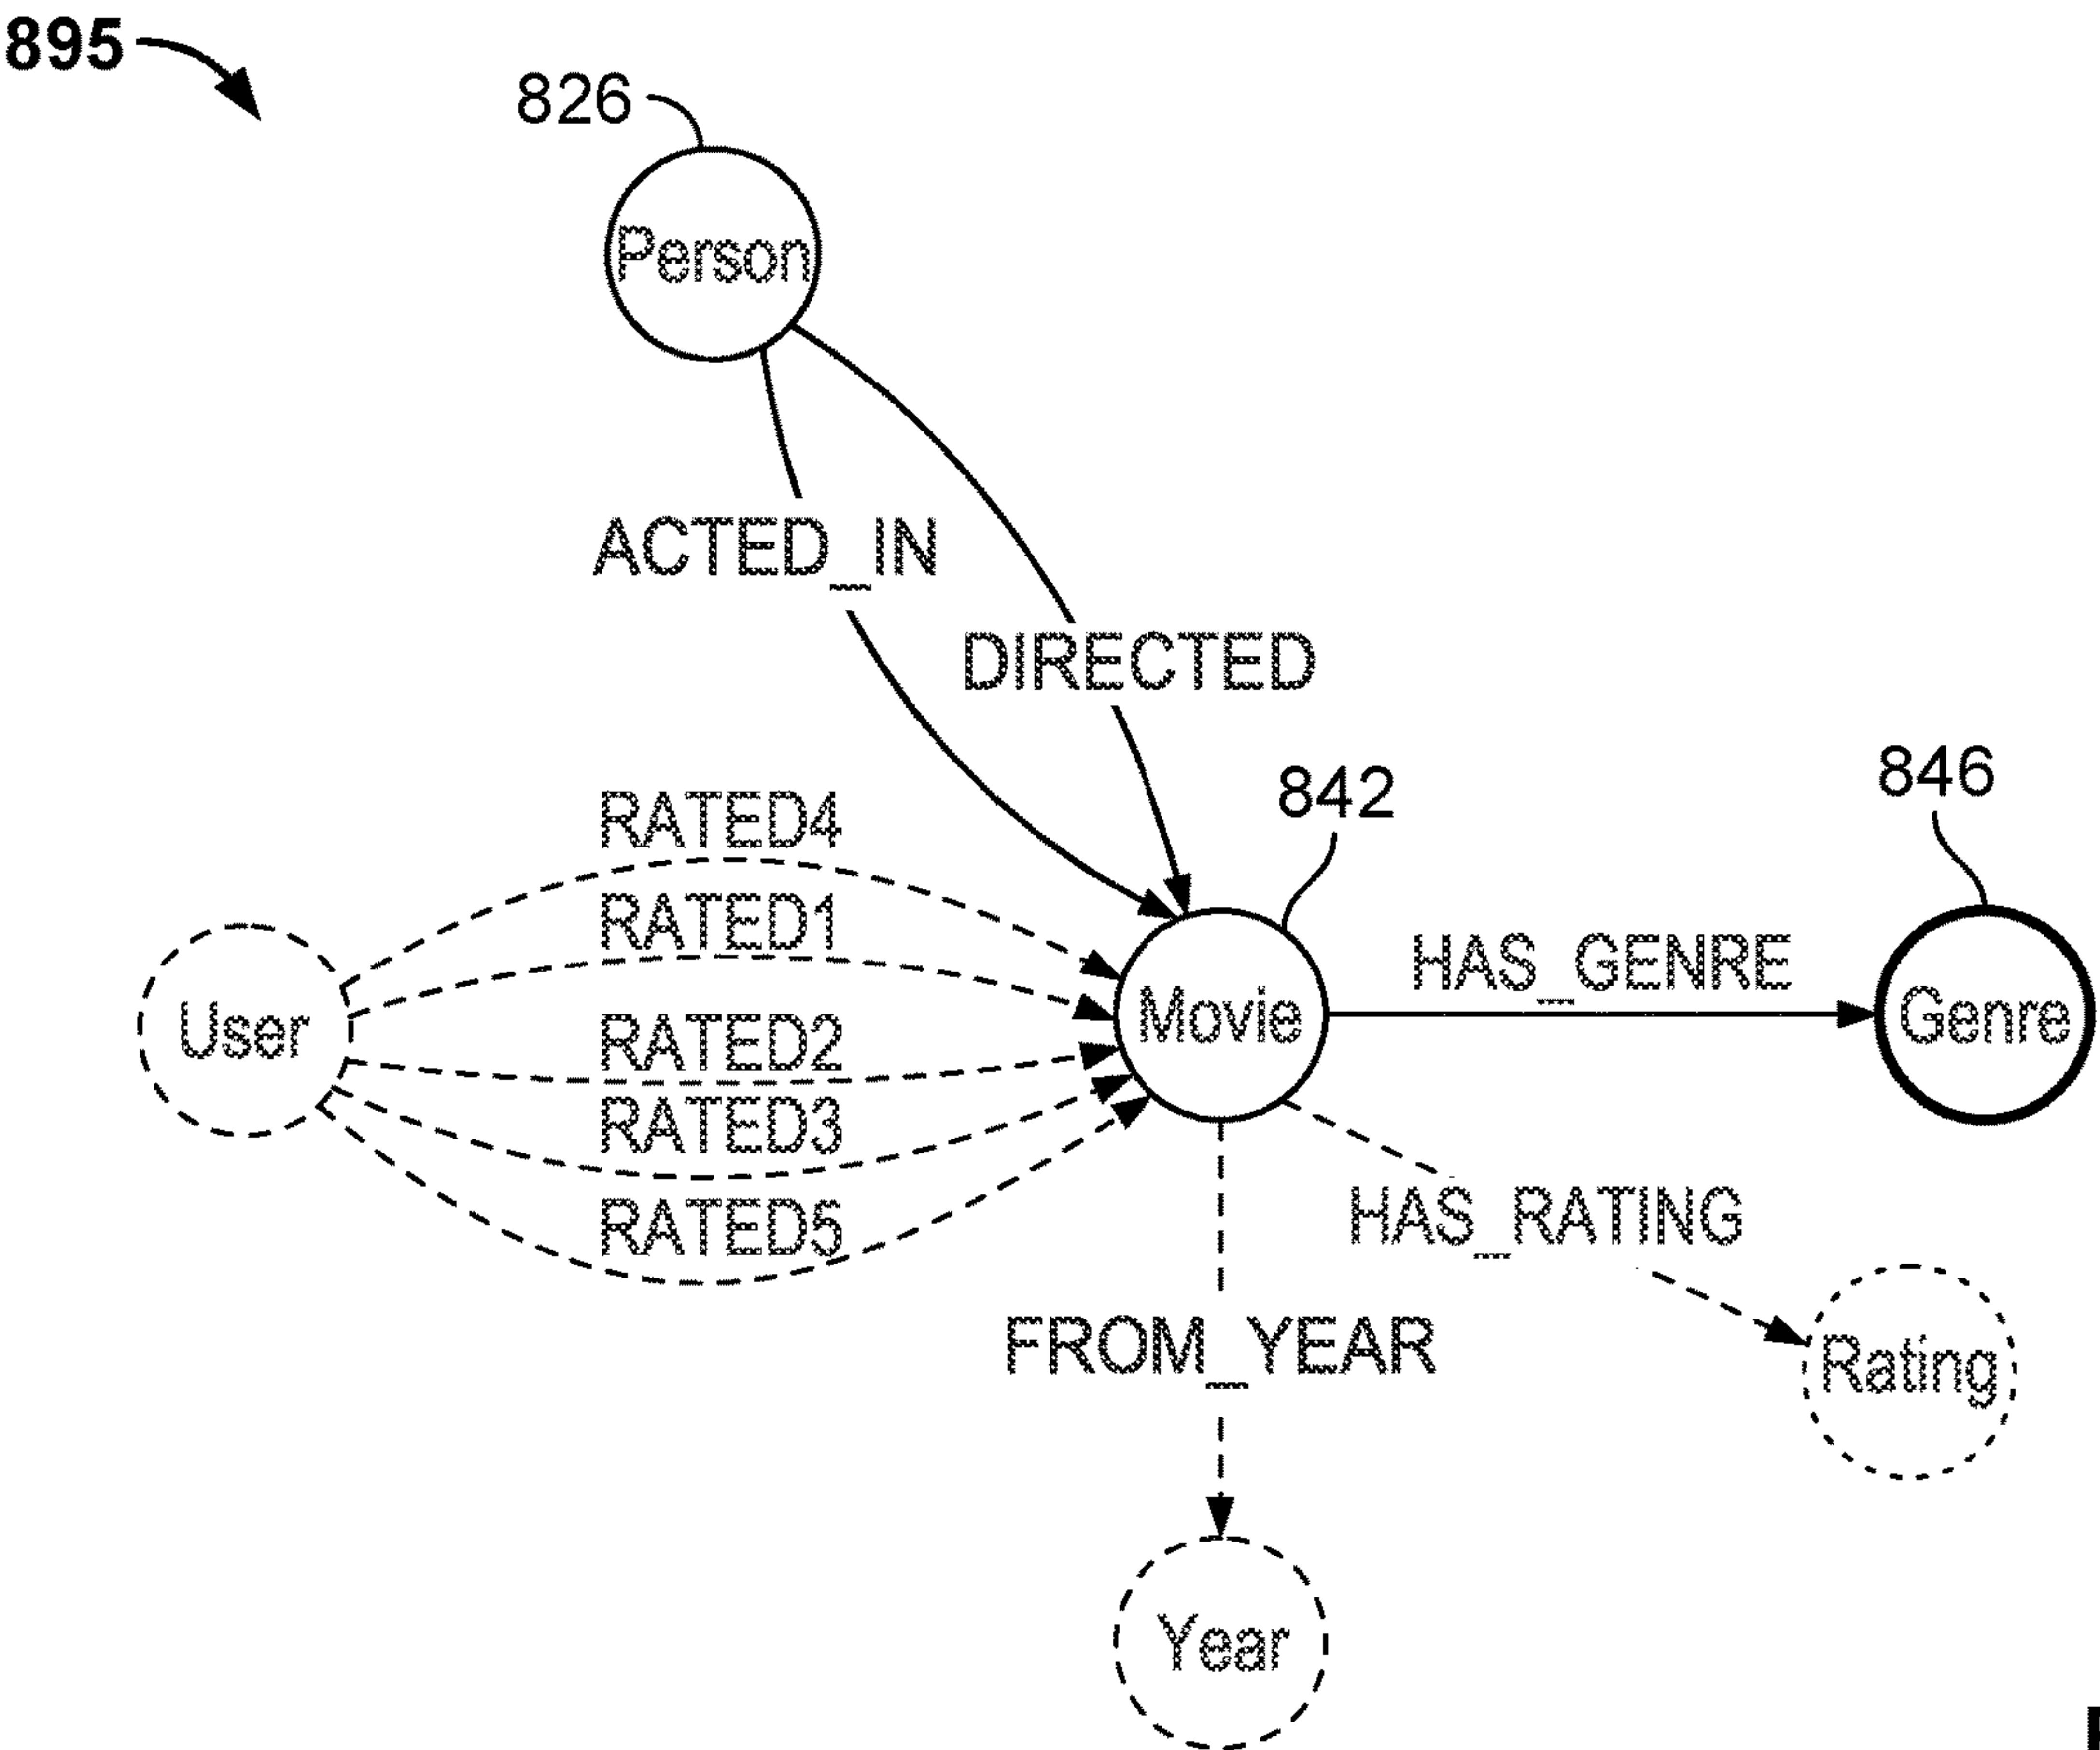 895
826
Person
ACTED_IN
DIRECTED
842
846
RATED4
RATED1
HAS_GENRE
User
RATED2
Movie
Genre
RATED3
RATED5
HAS_RATING
FROM_YEAR
Rating
Year